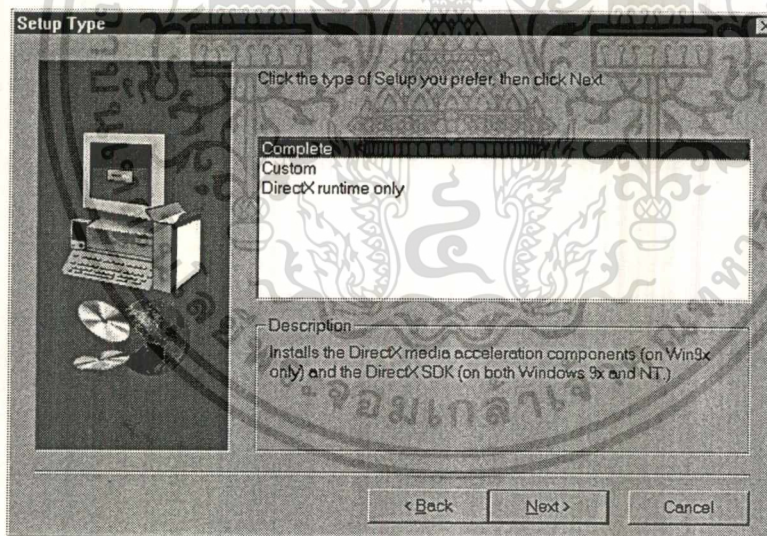 Setup Type
Click the type of Setup you prefer, then click Next.
Complete
Custom
DirectX runtime only
Description
Installs the DirectX media acceleration components (on Win9x
only) and the DirectX SDK (on both Windows 9x and NT.)
< Back
Next >
Cancel